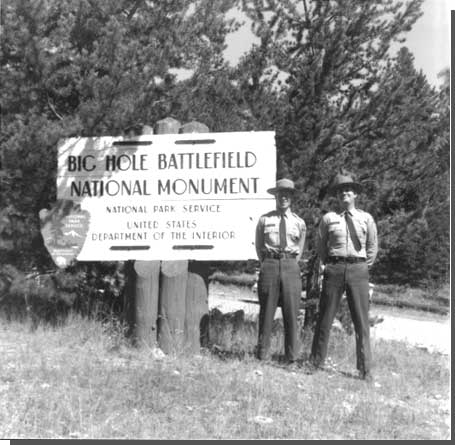 BIG HOLE BATTLEFIELD
NATIONAL MONUMENT
NATIONAL PARK SERVICE
UNITED STATES
DEPARTMENT OF THE INTERIOR